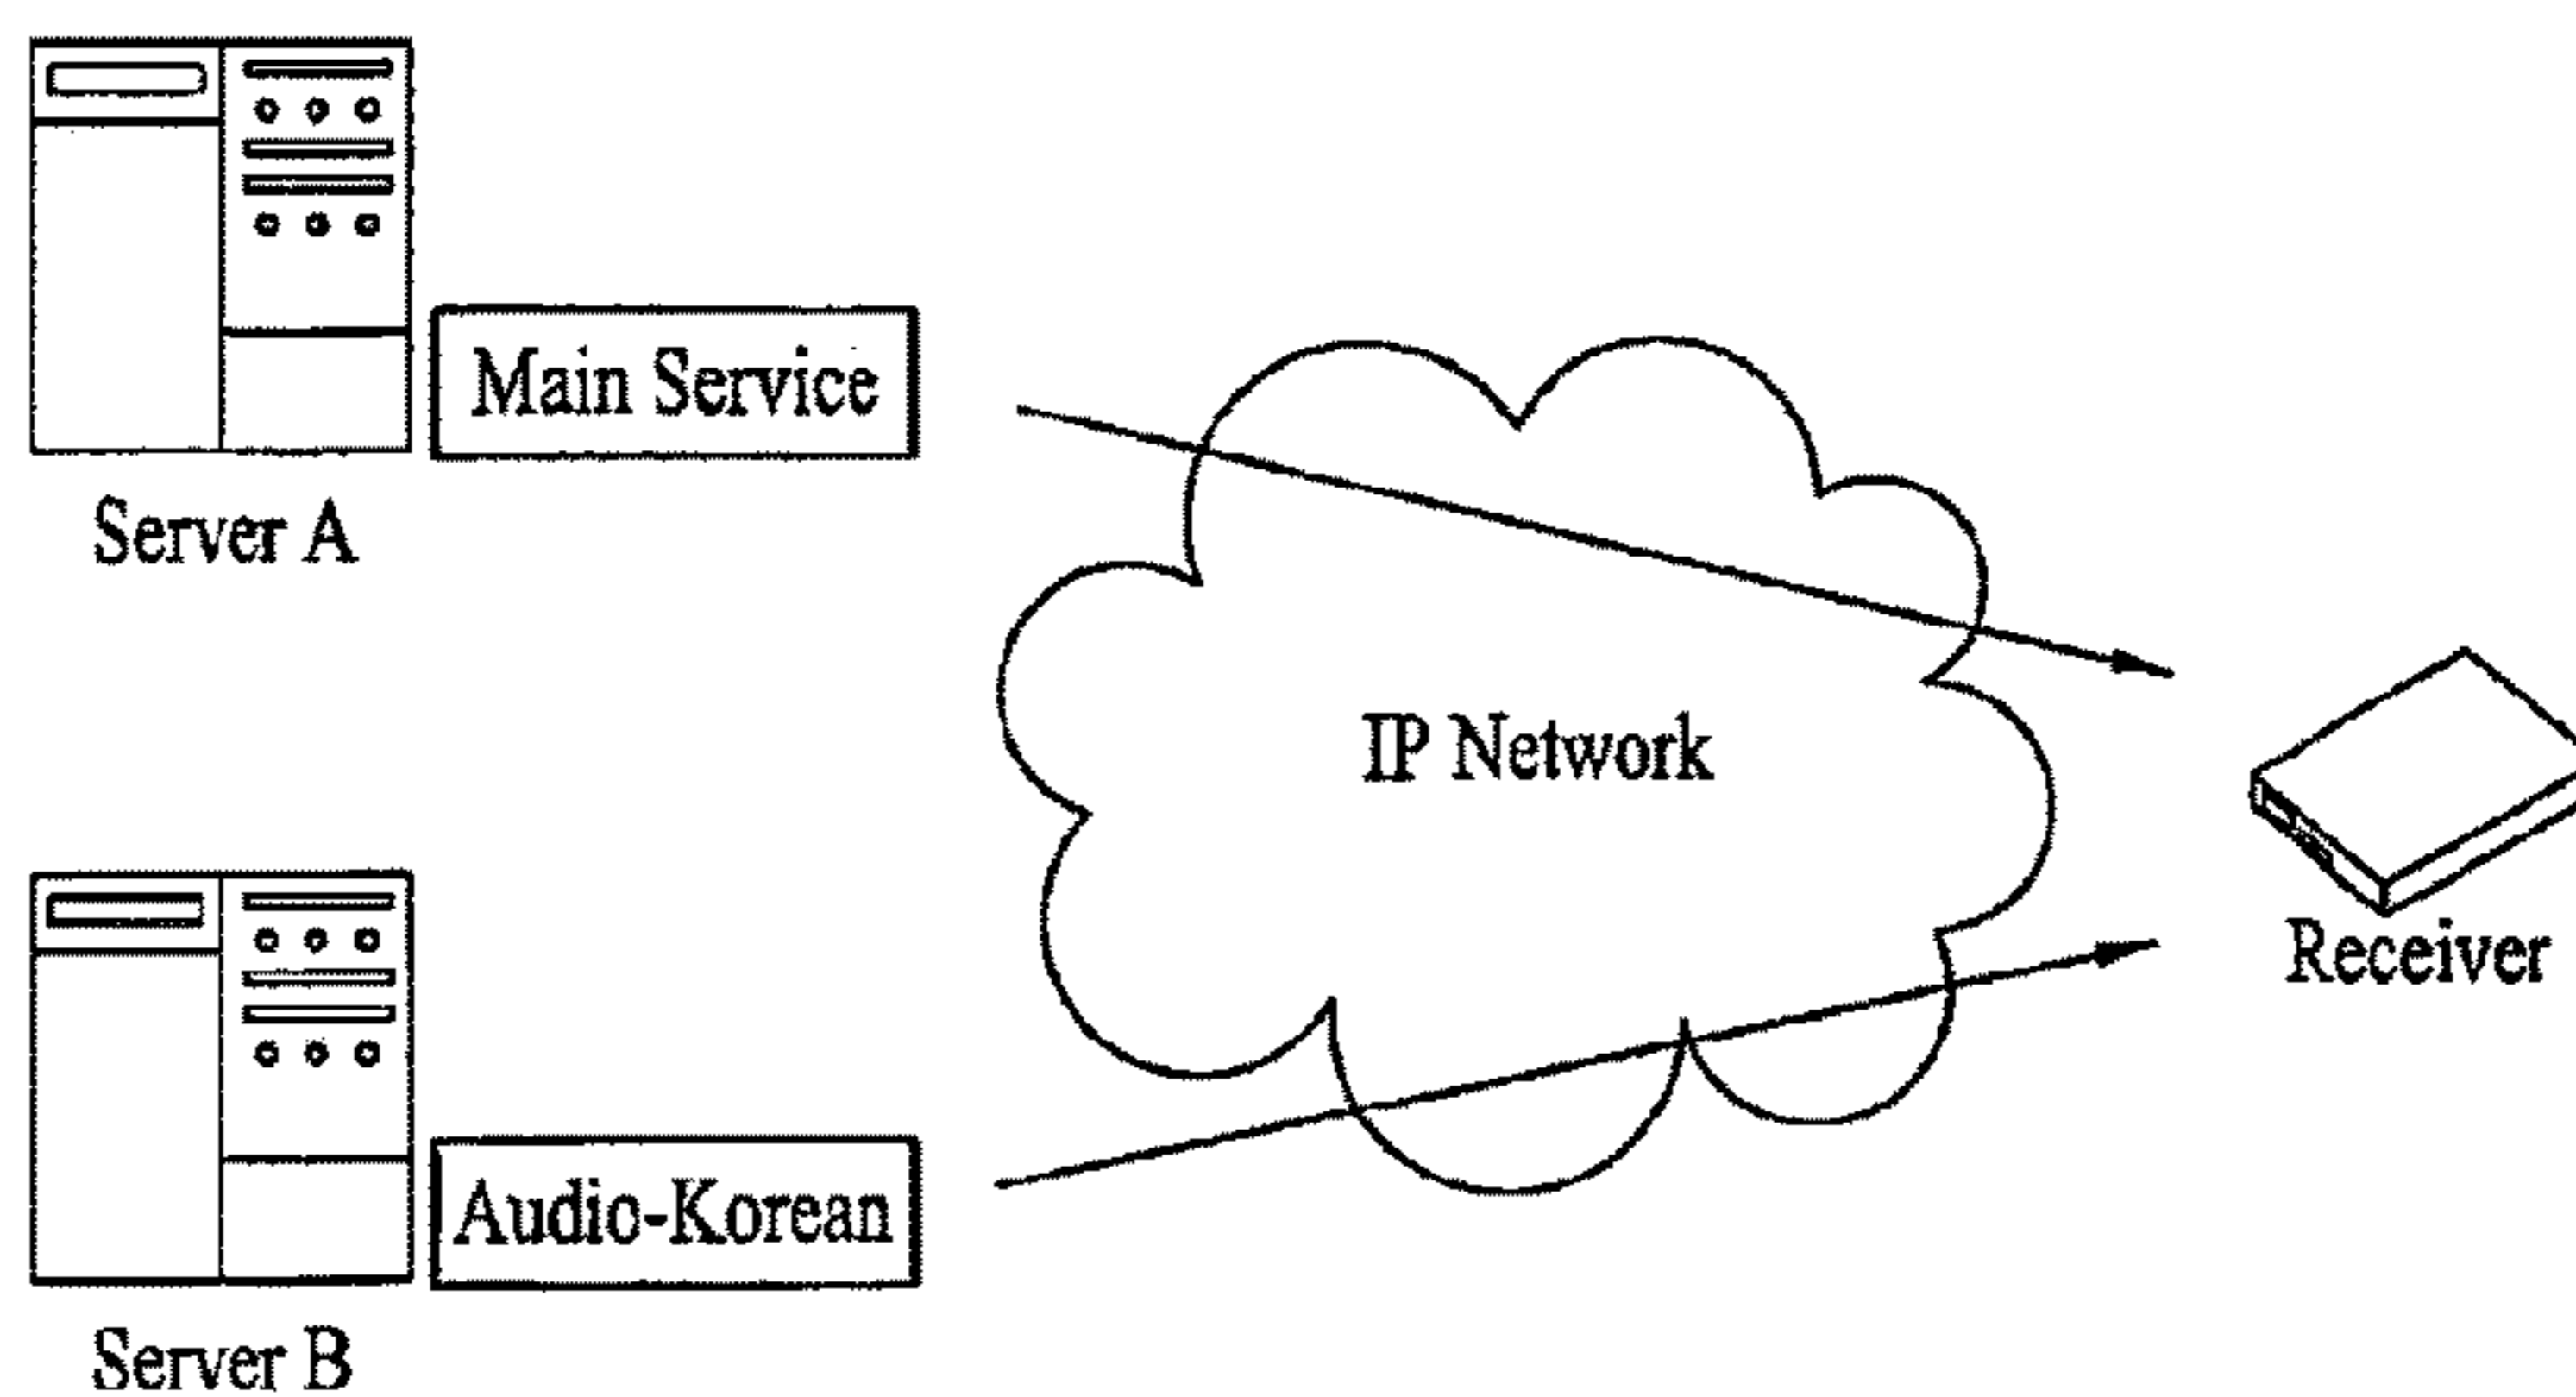 Main Service
Server A
IP Network
Receiver
Audio-Korean
Server B